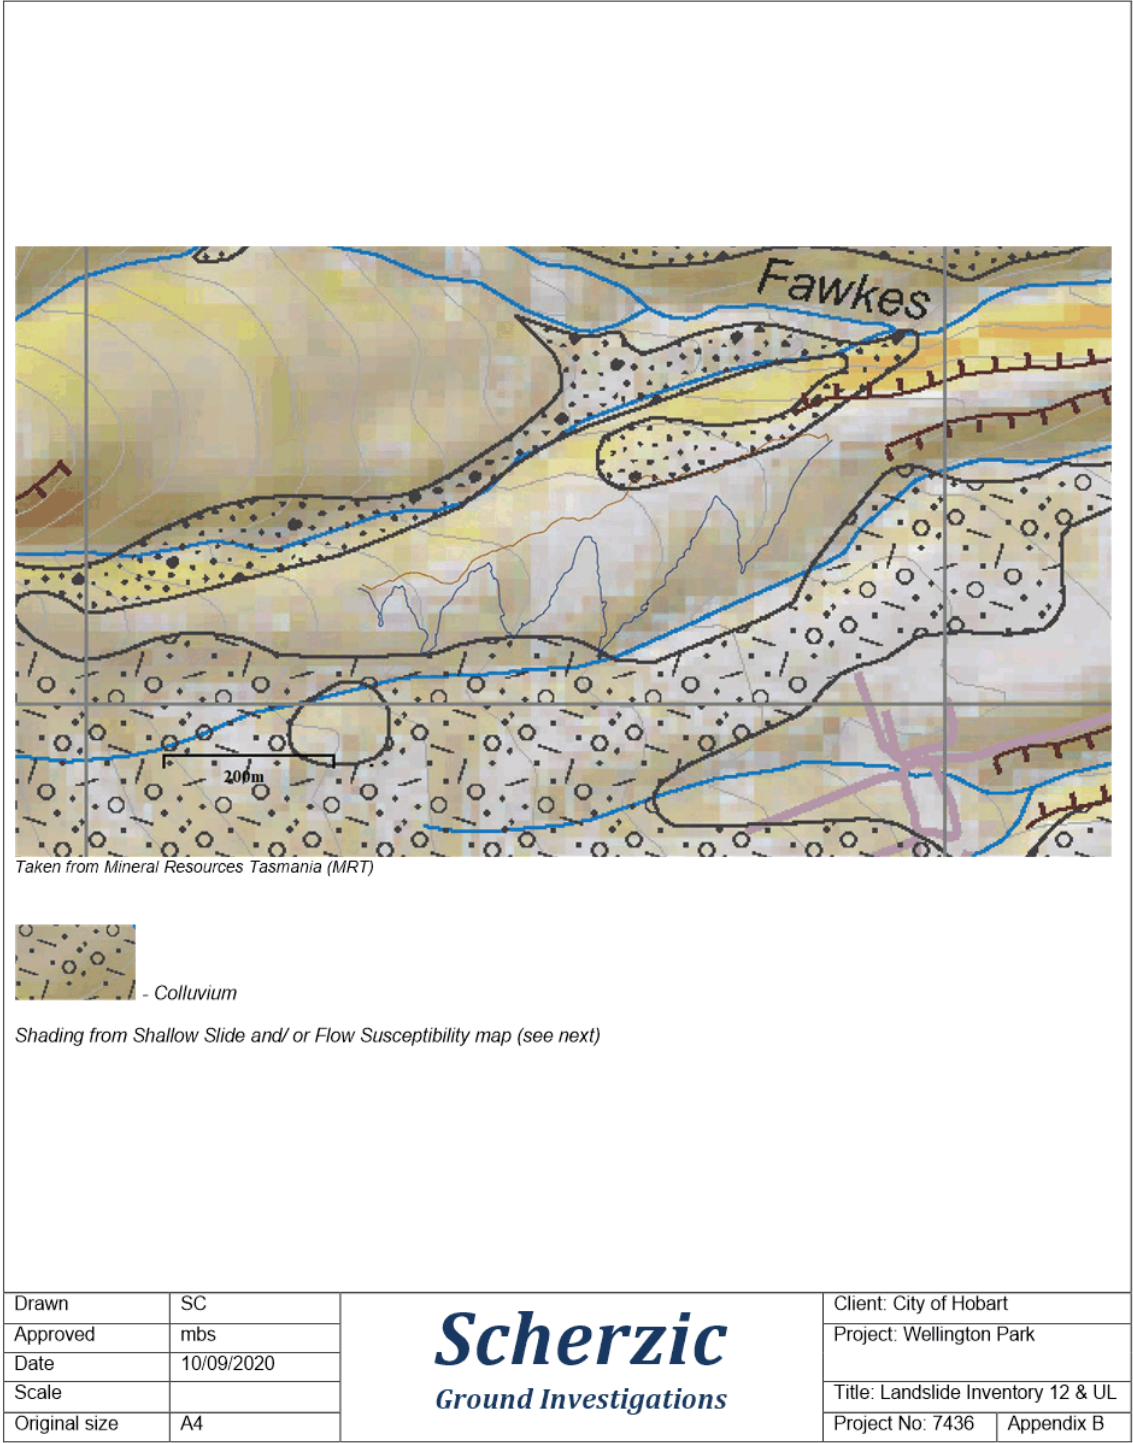 Fawkes
200m
Taken from Mineral Resources Tasmania (MRT)
- Colluvium
Shading from Shallow Slide and/ or Flow Susceptibility map (see next)
Drawn SC
Approved mbs
Date 10/09/2020
Scale
Original size A4
Scherzic
Ground Investigations
Client: City of Hobart
Project: Wellington Park
Title: Landslide Inventory 12 & UL
Project No: 7436 Appendix B